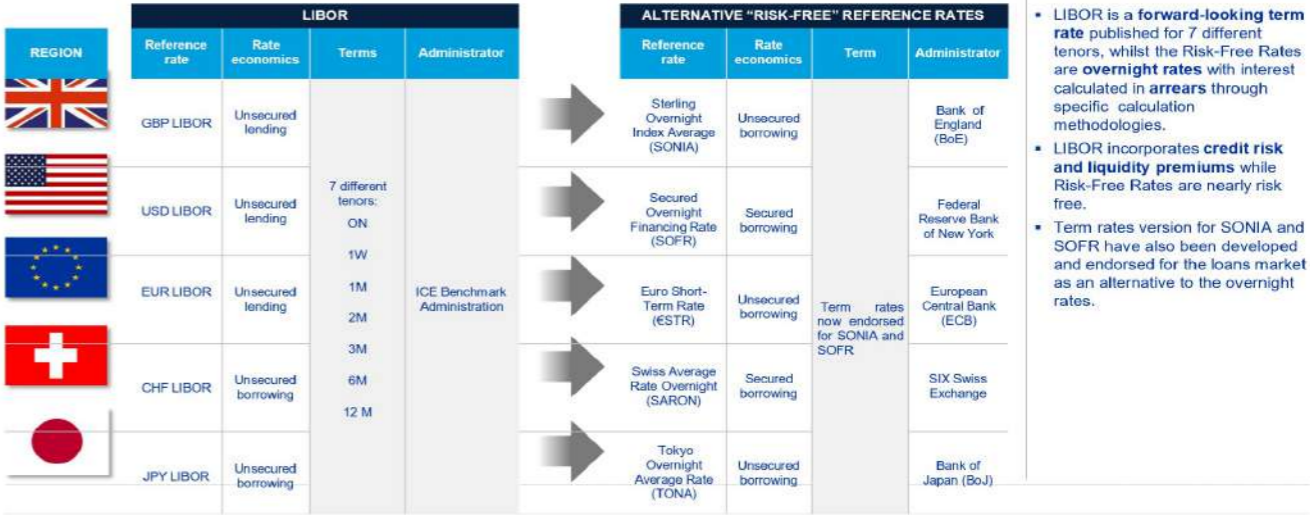 LIBOR
ALTERNATIVE “RISK-FREE” REFERENCE RATES
REGION
Reference
rate
Rate
economics
Terms
Administrator
Reference
rate
Rate
economics
Term
Administrator
GBP LIBOR
Unsecured
lending
Sterling
Overnight
Index Average
(SONIA)
Unsecured
borrowing
Bank of
England
(BoE)
USD LIBOR
Unsecured
lending
Secured
Overnight
Financing Rate
(SOFR)
Secured
borrowing
Federal
Reserve Bank
of New York
EUR LIBOR
Unsecured
lending
Euro Short-
Term Rate
(€STR)
Unsecured
borrowing
European
Central Bank
(ECB)
CHF LIBOR
Unsecured
borrowing
Swiss Average
Rate Overnight
(SARON)
Secured
borrowing
SIX Swiss
Exchange
JPY LIBOR
Unsecured
borrowing
Tokyo
Overnight
Average Rate
(TONA)
Unsecured
borrowing
Bank of
Japan (BoJ)
7 different
tenors:
ON
1W
1M
2M
3M
6M
12 M
ICE Benchmark
Administration
Term rates
now endorsed
for SONIA and
SOFR
▪ LIBOR is a forward-looking term
rate published for 7 different
tenors, whilst the Risk-Free Rates
are overnight rates with interest
calculated in arrears through
specific calculation
methodologies.
▪ LIBOR incorporates credit risk
and liquidity premiums while
Risk-Free Rates are nearly risk
free.
▪ Term rates version for SONIA and
SOFR have also been developed
and endorsed for the loans market
as an alternative to the overnight
rates.